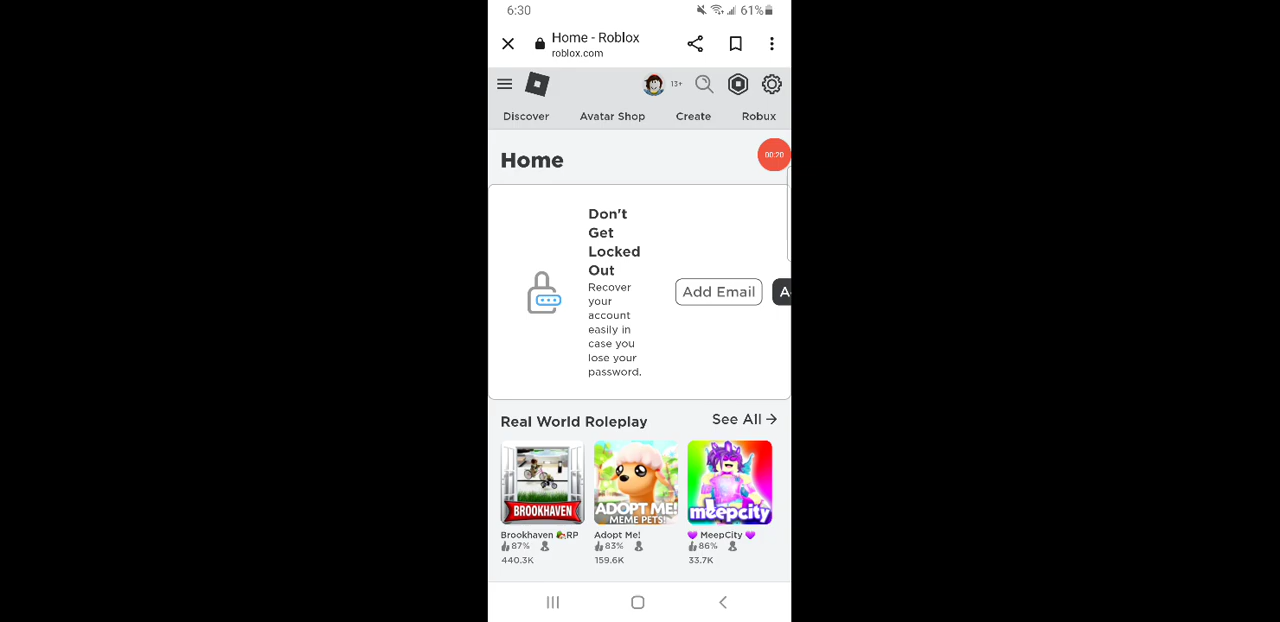 6:30 61%
Home - Roblox
roblox.com
13+
Discover Avatar Shop Create Robux
Home
00:20
Don't
Get
Locked
Out
Recover
your
account
easily in
case you
lose your
password.
Add Email A
Real World Roleplay See All →
BROOKHAVEN
ADOPT ME!
MEME PETS!
meepcity
Brookhaven 🏡RP Adopt Me! 💜 MeepCity 💜
87% 83% 86%
440.3K 159.6K 33.7K